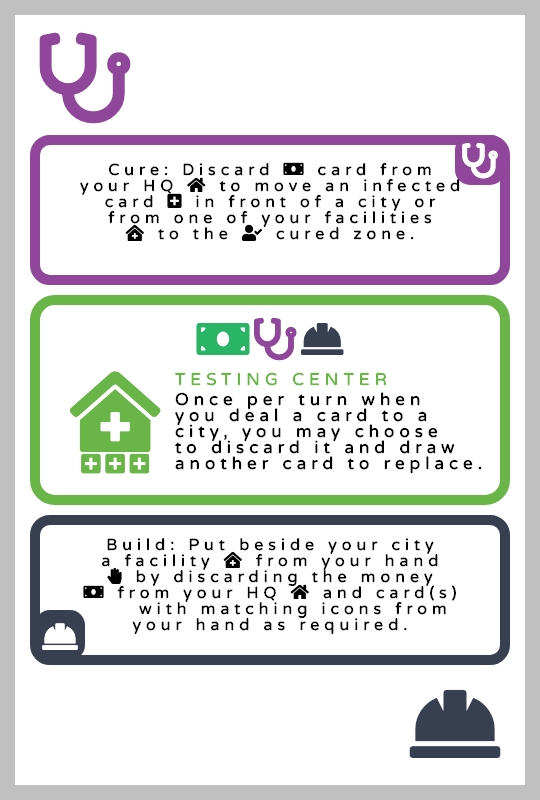 Cure: Discard card from
your HQ to move an infected
card in front of a city or
from one of your facilities
to the cured zone.
TESTING CENTER
Once per turn when
you deal a card to a
city, you may choose
to discard it and draw
another card to replace.
Build: Put beside your city
a facility from your hand
by discarding the money
from your HQ and card(s)
with matching icons from
your hand as required.